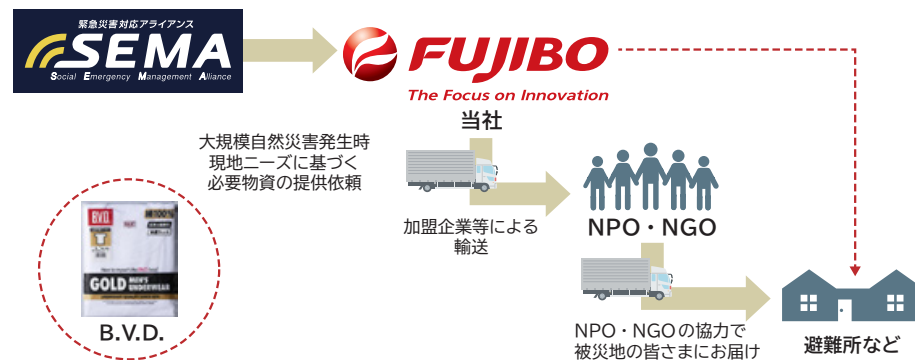 緊急災害対応アライアンス
SEMA
Social Emergency Management Alliance
FUJIBO
The Focus on Innovation
当社
大規模自然災害発生時
現地ニーズに基づく
必要物資の提供依頼
加盟企業等による
輸送
NPO・NGO
B.V.D.
GOLD MEN'S UNDERWEAR
B.V.D.
NPO・NGOの協力で
被災地の皆さまにお届け
避難所など